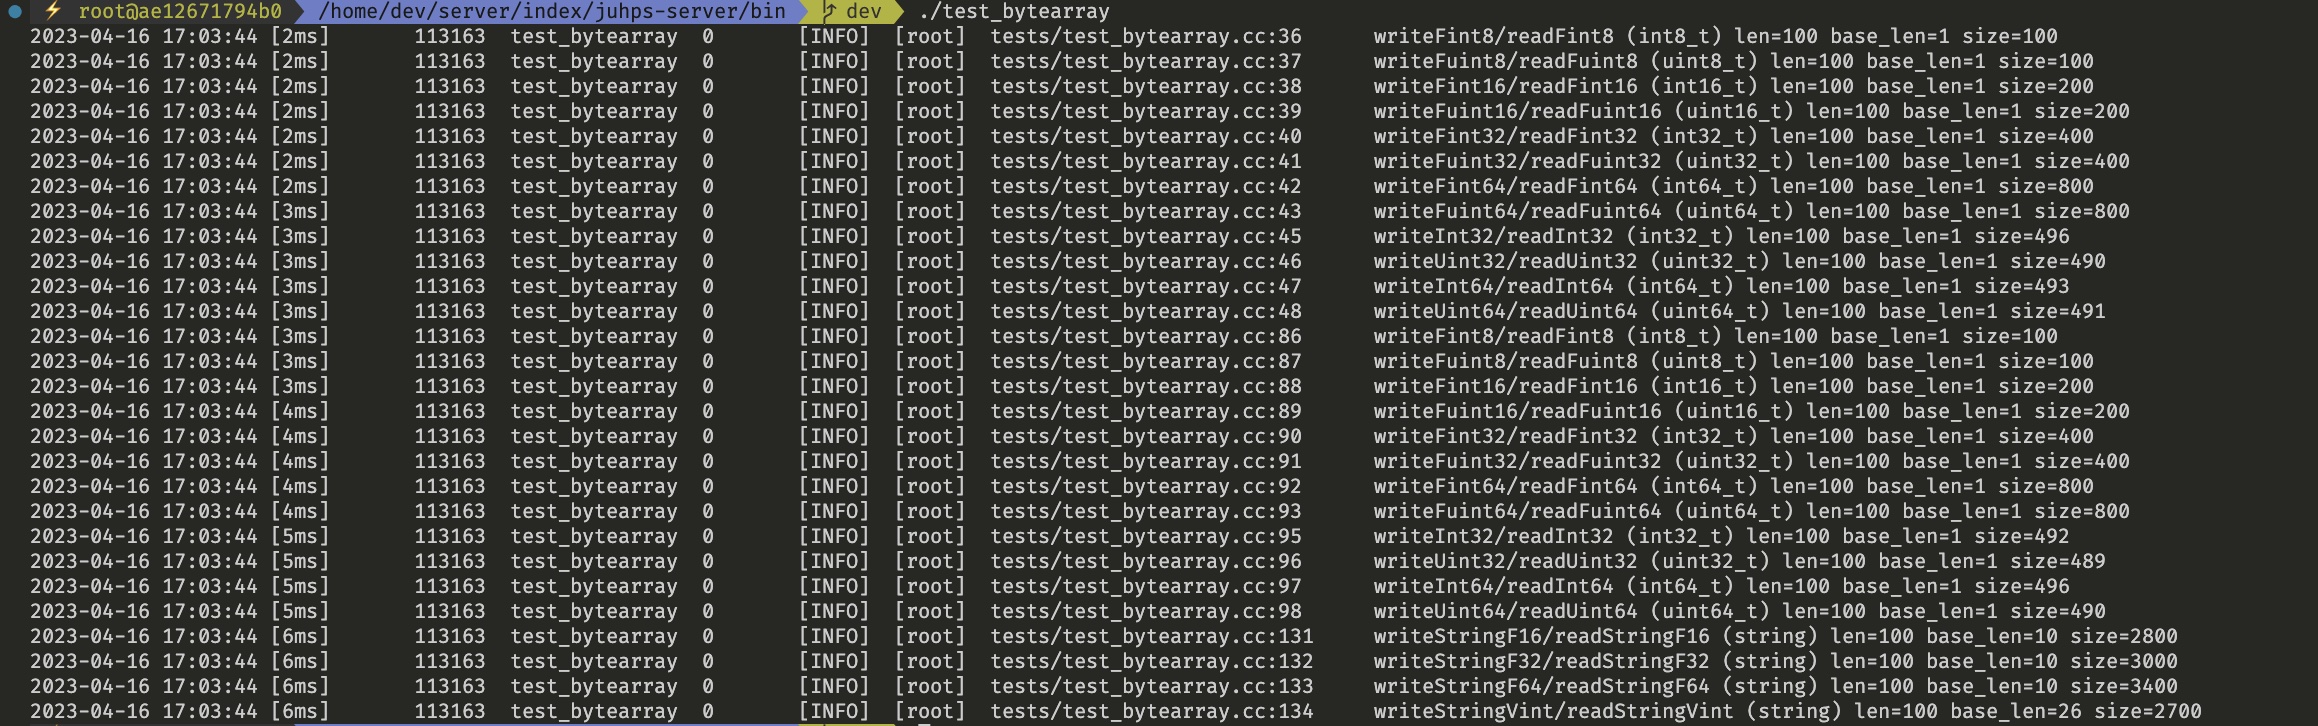 root@ae12671794b0 /home/dev/server/index/juhps-server/bin dev ./test_bytearray
2023-04-16 17:03:44 [2ms] 113163 test_bytearray 0 [INFO] [root] tests/test_bytearray.cc:36 writeFint8/readFint8 (int8_t) len=100 base_len=1 size=100
2023-04-16 17:03:44 [2ms] 113163 test_bytearray 0 [INFO] [root] tests/test_bytearray.cc:37 writeFuint8/readFuint8 (uint8_t) len=100 base_len=1 size=100
2023-04-16 17:03:44 [2ms] 113163 test_bytearray 0 [INFO] [root] tests/test_bytearray.cc:38 writeFint16/readFint16 (int16_t) len=100 base_len=1 size=200
2023-04-16 17:03:44 [2ms] 113163 test_bytearray 0 [INFO] [root] tests/test_bytearray.cc:39 writeFuint16/readFuint16 (uint16_t) len=100 base_len=1 size=200
2023-04-16 17:03:44 [2ms] 113163 test_bytearray 0 [INFO] [root] tests/test_bytearray.cc:40 writeFint32/readFint32 (int32_t) len=100 base_len=1 size=400
2023-04-16 17:03:44 [2ms] 113163 test_bytearray 0 [INFO] [root] tests/test_bytearray.cc:41 writeFuint32/readFuint32 (uint32_t) len=100 base_len=1 size=400
2023-04-16 17:03:44 [2ms] 113163 test_bytearray 0 [INFO] [root] tests/test_bytearray.cc:42 writeFint64/readFint64 (int64_t) len=100 base_len=1 size=800
2023-04-16 17:03:44 [3ms] 113163 test_bytearray 0 [INFO] [root] tests/test_bytearray.cc:43 writeFuint64/readFuint64 (uint64_t) len=100 base_len=1 size=800
2023-04-16 17:03:44 [3ms] 113163 test_bytearray 0 [INFO] [root] tests/test_bytearray.cc:45 writeInt32/readInt32 (int32_t) len=100 base_len=1 size=496
2023-04-16 17:03:44 [3ms] 113163 test_bytearray 0 [INFO] [root] tests/test_bytearray.cc:46 writeUint32/readUint32 (uint32_t) len=100 base_len=1 size=490
2023-04-16 17:03:44 [3ms] 113163 test_bytearray 0 [INFO] [root] tests/test_bytearray.cc:47 writeInt64/readInt64 (int64_t) len=100 base_len=1 size=493
2023-04-16 17:03:44 [3ms] 113163 test_bytearray 0 [INFO] [root] tests/test_bytearray.cc:48 writeUint64/readUint64 (uint64_t) len=100 base_len=1 size=491
2023-04-16 17:03:44 [3ms] 113163 test_bytearray 0 [INFO] [root] tests/test_bytearray.cc:86 writeFint8/readFint8 (int8_t) len=100 base_len=1 size=100
2023-04-16 17:03:44 [3ms] 113163 test_bytearray 0 [INFO] [root] tests/test_bytearray.cc:87 writeFuint8/readFuint8 (uint8_t) len=100 base_len=1 size=100
2023-04-16 17:03:44 [3ms] 113163 test_bytearray 0 [INFO] [root] tests/test_bytearray.cc:88 writeFint16/readFint16 (int16_t) len=100 base_len=1 size=200
2023-04-16 17:03:44 [4ms] 113163 test_bytearray 0 [INFO] [root] tests/test_bytearray.cc:89 writeFuint16/readFuint16 (uint16_t) len=100 base_len=1 size=200
2023-04-16 17:03:44 [4ms] 113163 test_bytearray 0 [INFO] [root] tests/test_bytearray.cc:90 writeFint32/readFint32 (int32_t) len=100 base_len=1 size=400
2023-04-16 17:03:44 [4ms] 113163 test_bytearray 0 [INFO] [root] tests/test_bytearray.cc:91 writeFuint32/readFuint32 (uint32_t) len=100 base_len=1 size=400
2023-04-16 17:03:44 [4ms] 113163 test_bytearray 0 [INFO] [root] tests/test_bytearray.cc:92 writeFint64/readFint64 (int64_t) len=100 base_len=1 size=800
2023-04-16 17:03:44 [4ms] 113163 test_bytearray 0 [INFO] [root] tests/test_bytearray.cc:93 writeFuint64/readFuint64 (uint64_t) len=100 base_len=1 size=800
2023-04-16 17:03:44 [5ms] 113163 test_bytearray 0 [INFO] [root] tests/test_bytearray.cc:95 writeInt32/readInt32 (int32_t) len=100 base_len=1 size=492
2023-04-16 17:03:44 [5ms] 113163 test_bytearray 0 [INFO] [root] tests/test_bytearray.cc:96 writeUint32/readUint32 (uint32_t) len=100 base_len=1 size=489
2023-04-16 17:03:44 [5ms] 113163 test_bytearray 0 [INFO] [root] tests/test_bytearray.cc:97 writeInt64/readInt64 (int64_t) len=100 base_len=1 size=496
2023-04-16 17:03:44 [5ms] 113163 test_bytearray 0 [INFO] [root] tests/test_bytearray.cc:98 writeUint64/readUint64 (uint64_t) len=100 base_len=1 size=490
2023-04-16 17:03:44 [6ms] 113163 test_bytearray 0 [INFO] [root] tests/test_bytearray.cc:131 writeStringF16/readStringF16 (string) len=100 base_len=10 size=2800
2023-04-16 17:03:44 [6ms] 113163 test_bytearray 0 [INFO] [root] tests/test_bytearray.cc:132 writeStringF32/readStringF32 (string) len=100 base_len=10 size=3000
2023-04-16 17:03:44 [6ms] 113163 test_bytearray 0 [INFO] [root] tests/test_bytearray.cc:133 writeStringF64/readStringF64 (string) len=100 base_len=10 size=3400
2023-04-16 17:03:44 [6ms] 113163 test_bytearray 0 [INFO] [root] tests/test_bytearray.cc:134 writeStringVint/readStringVint (string) len=100 base_len=26 size=2700